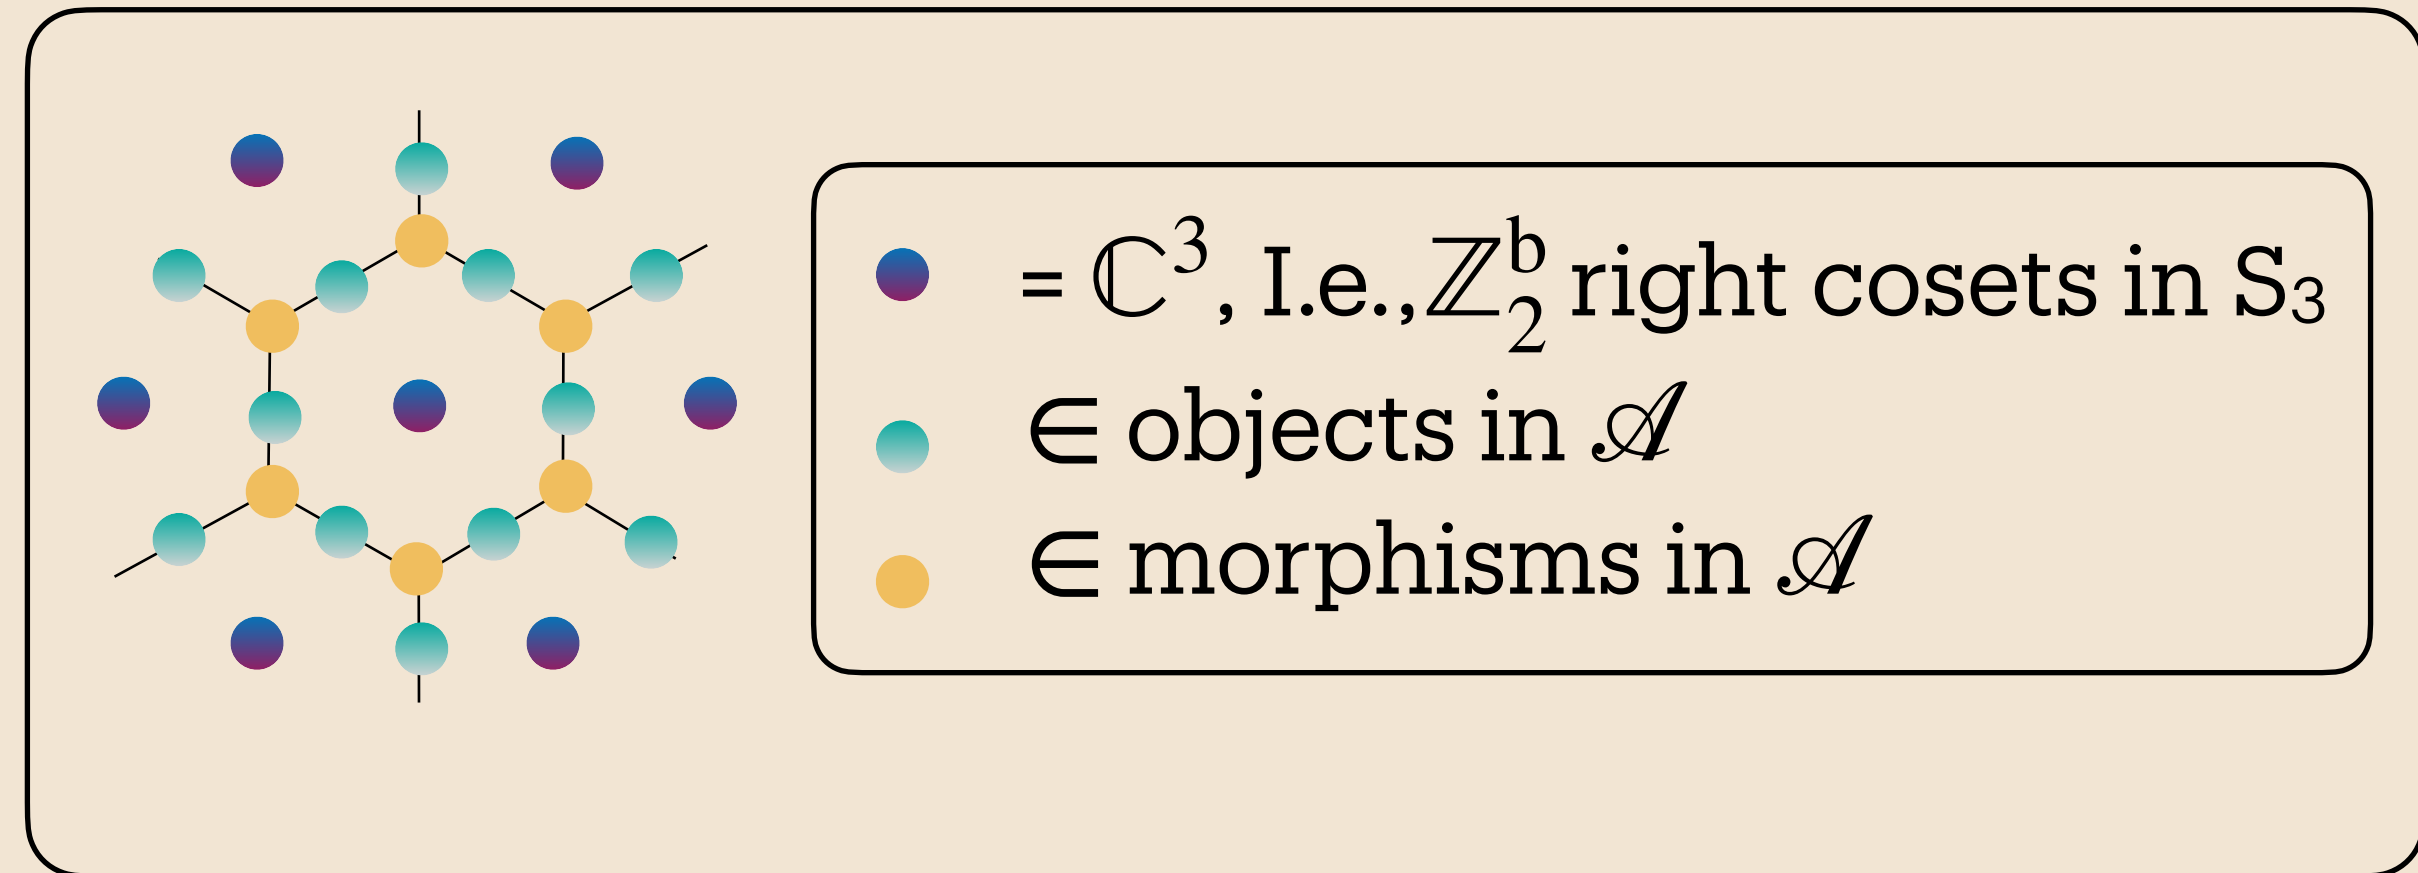 = ℂ³, I.e., ℤ₂ᵇ right cosets in S₃
∈ objects in 𝒜
∈ morphisms in 𝒜